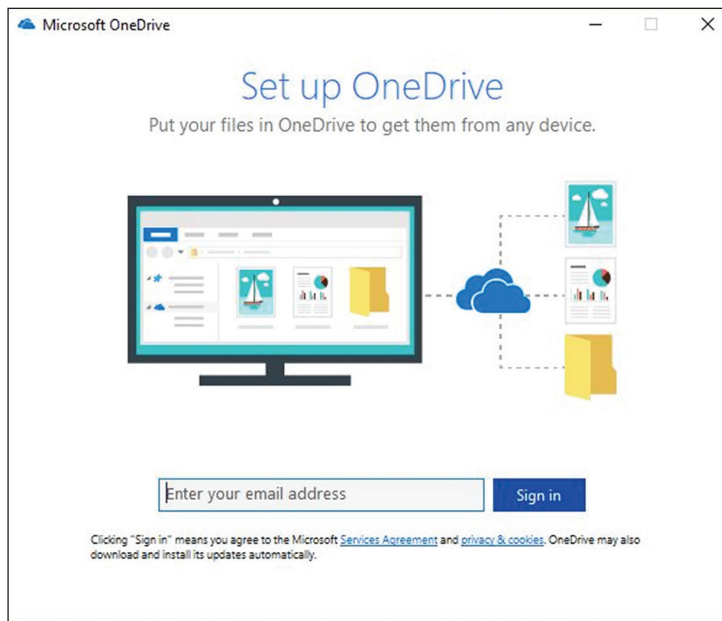 Microsoft OneDrive
Set up OneDrive
Put your files in OneDrive to get them from any device.
Enter your email address
Sign in
Clicking "Sign in" means you agree to the Microsoft Services Agreement and privacy & cookies. OneDrive may also
download and install its updates automatically.